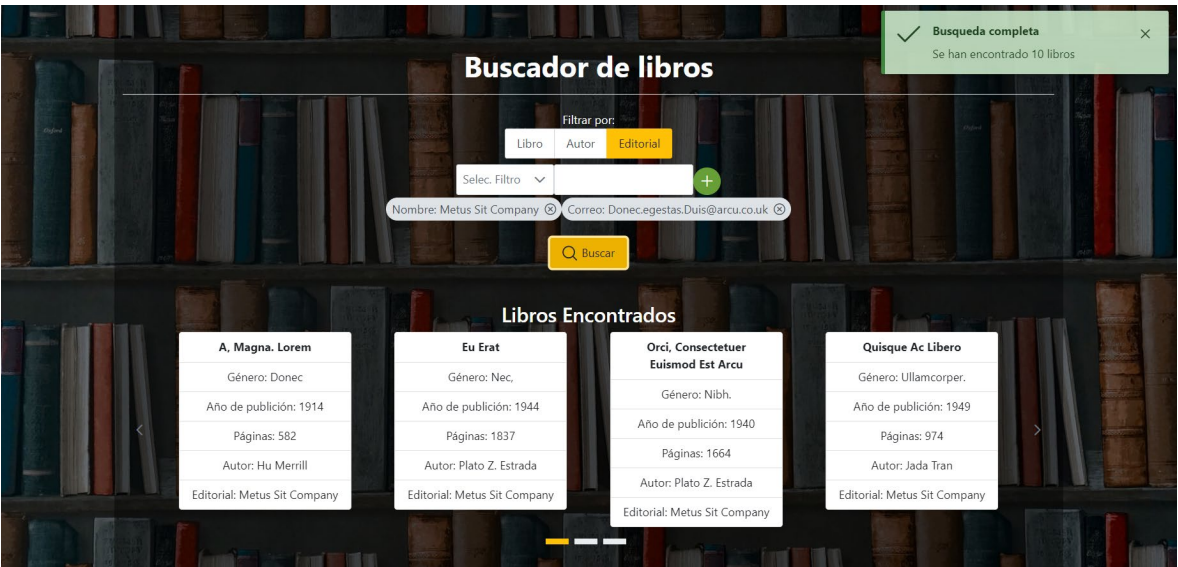 Busqueda completa
Se han encontrado 10 libros
Buscador de libros
Filtrar por:
Libro Autor Editorial
Selec. Filtro
Nombre: Metus Sit Company Correo: Donec.egestas.Duis@arcu.co.uk
Buscar
Libros Encontrados
A, Magna. Lorem
Género: Donec
Año de publición: 1914
Páginas: 582
Autor: Hu Merrill
Editorial: Metus Sit Company
Eu Erat
Género: Nec,
Año de publición: 1944
Páginas: 1837
Autor: Plato Z. Estrada
Editorial: Metus Sit Company
Orci, Consectetuer
Euismod Est Arcu
Género: Nibh.
Año de publición: 1940
Páginas: 1664
Autor: Plato Z. Estrada
Editorial: Metus Sit Company
Quisque Ac Libero
Género: Ullamcorper.
Año de publición: 1949
Páginas: 974
Autor: Jada Tran
Editorial: Metus Sit Company